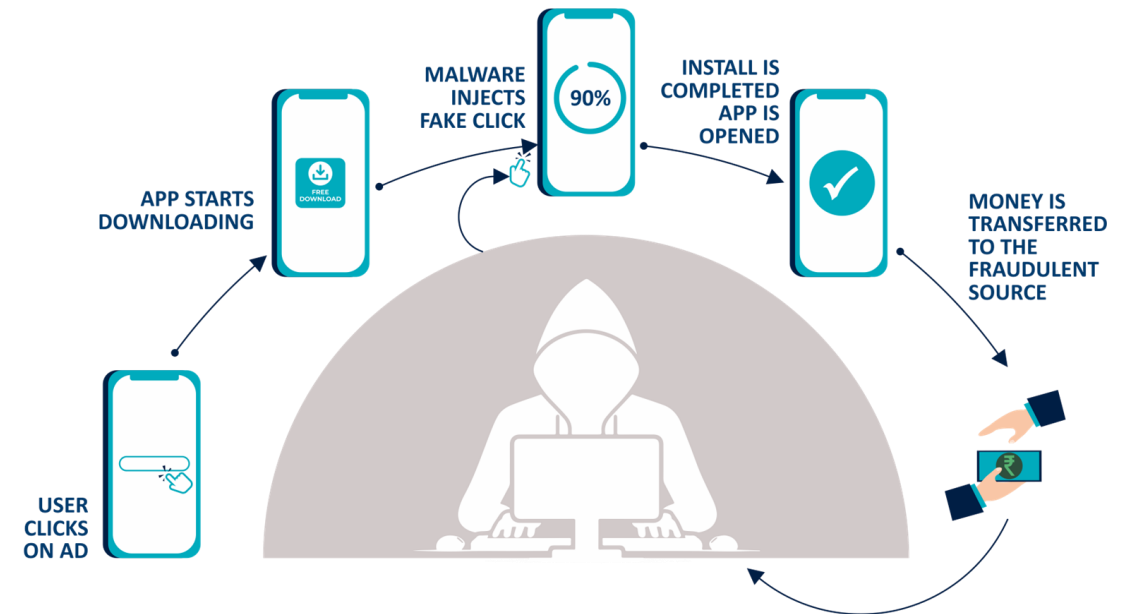 USER
CLICKS
ON AD
APP STARTS
DOWNLOADING
FREE
DOWNLOAD
MALWARE
INJECTS
FAKE CLICK
90%
INSTALL IS
COMPLETED
APP IS
OPENED
MONEY IS
TRANSFERRED
TO THE
FRAUDULENT
SOURCE
₹